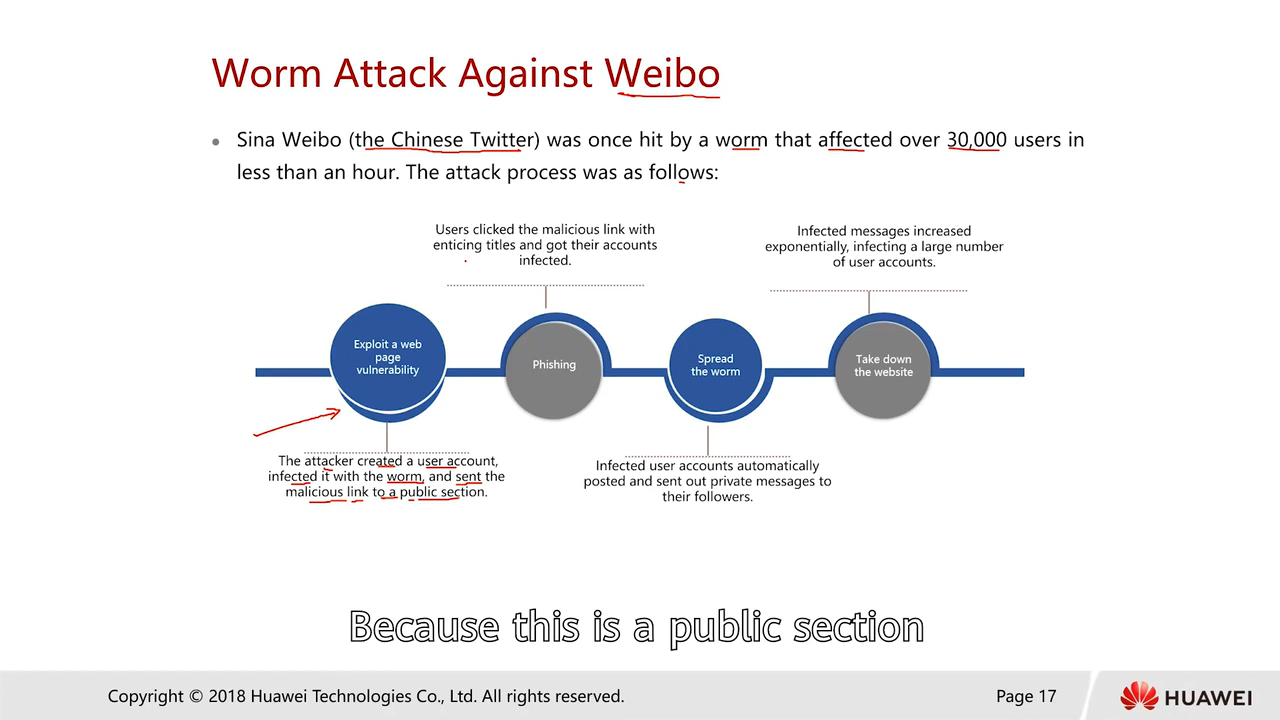 Worm Attack Against Weibo
Sina Weibo (the Chinese Twitter) was once hit by a worm that affected over 30,000 users in
less than an hour. The attack process was as follows:
Users clicked the malicious link with
enticing titles and got their accounts
infected.
Infected messages increased
exponentially, infecting a large number
of user accounts.
Exploit a web
page
vulnerability
Phishing
Spread
the worm
Take down
the website
The attacker created a user account,
infected it with the worm, and sent the
malicious link to a public section.
Infected user accounts automatically
posted and sent out private messages to
their followers.
Because this is a public section
Copyright © 2018 Huawei Technologies Co., Ltd. All rights reserved.
Page 17
HUAWEI